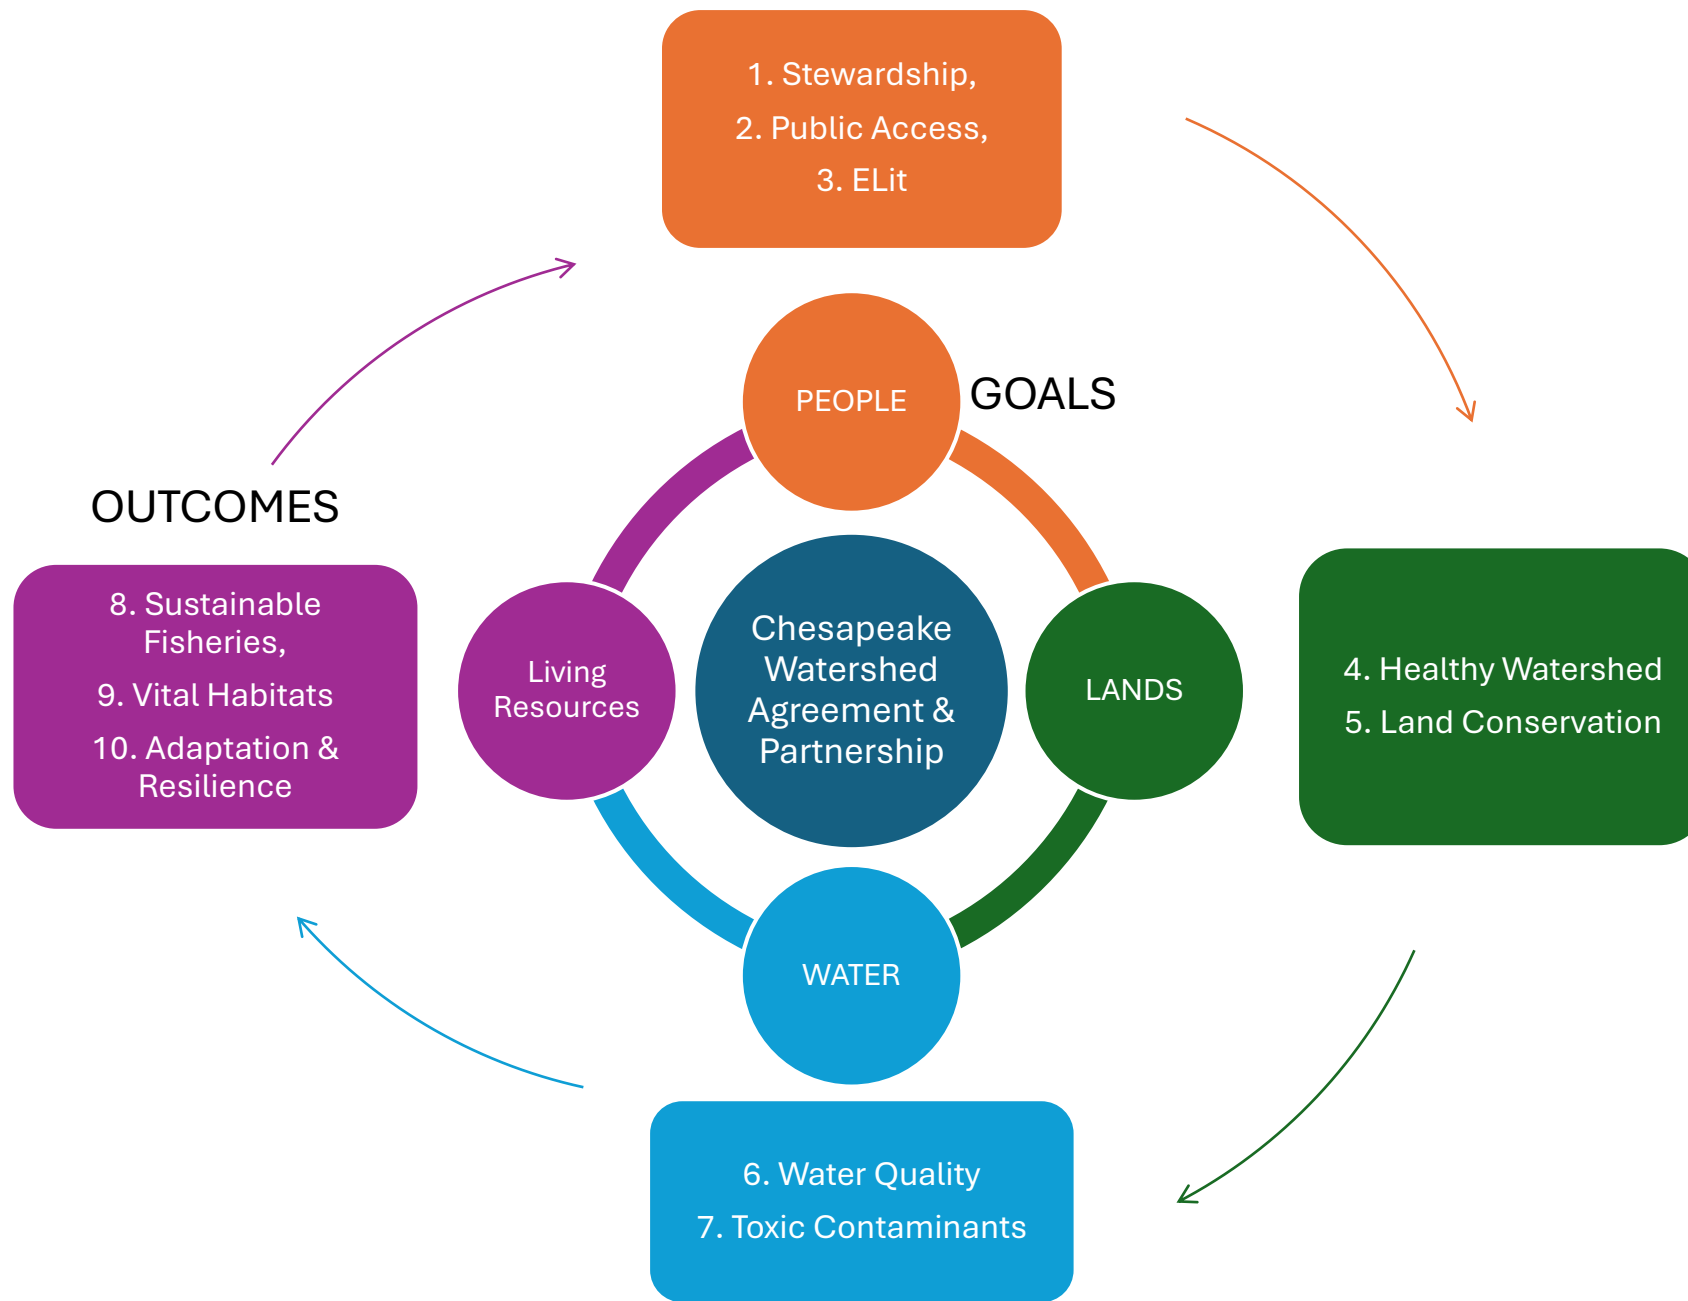 1. Stewardship,
2. Public Access,
3. ELit
PEOPLE
GOALS
OUTCOMES
8. Sustainable
Fisheries,
9. Vital Habitats
10. Adaptation &
Resilience
Living
Resources
Chesapeake
Watershed
Agreement &
Partnership
LANDS
4. Healthy Watershed
5. Land Conservation
WATER
6. Water Quality
7. Toxic Contaminants